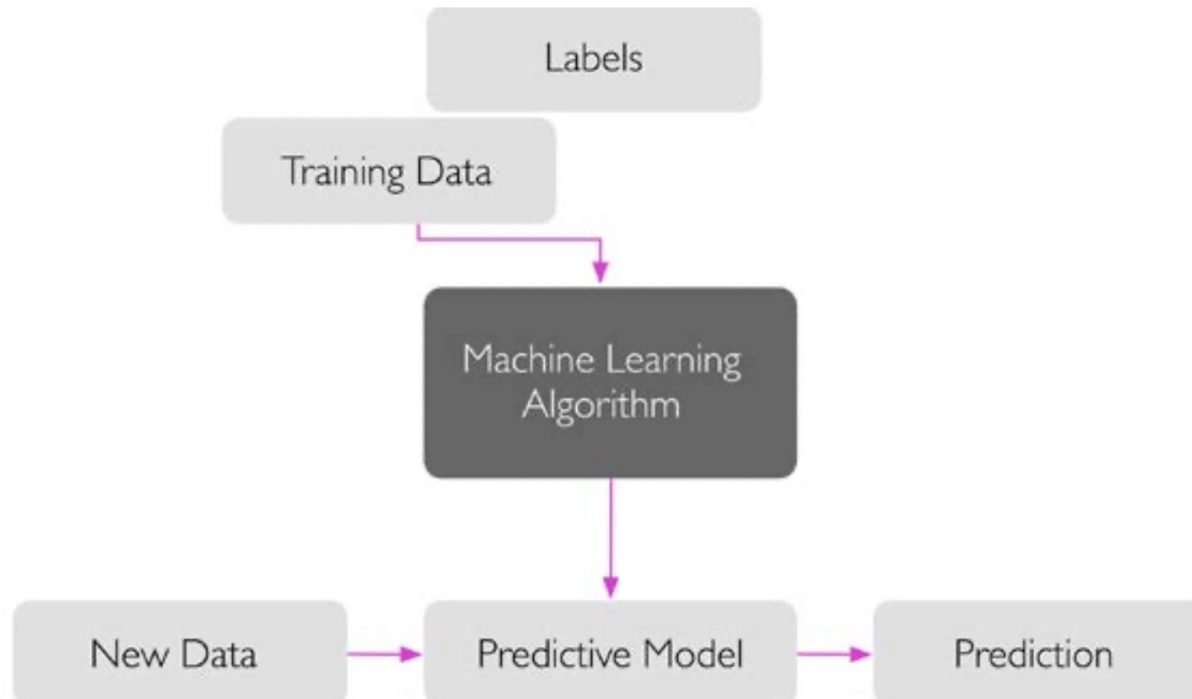 Labels
Training Data
Machine Learning
Algorithm
New Data
Predictive Model
Prediction